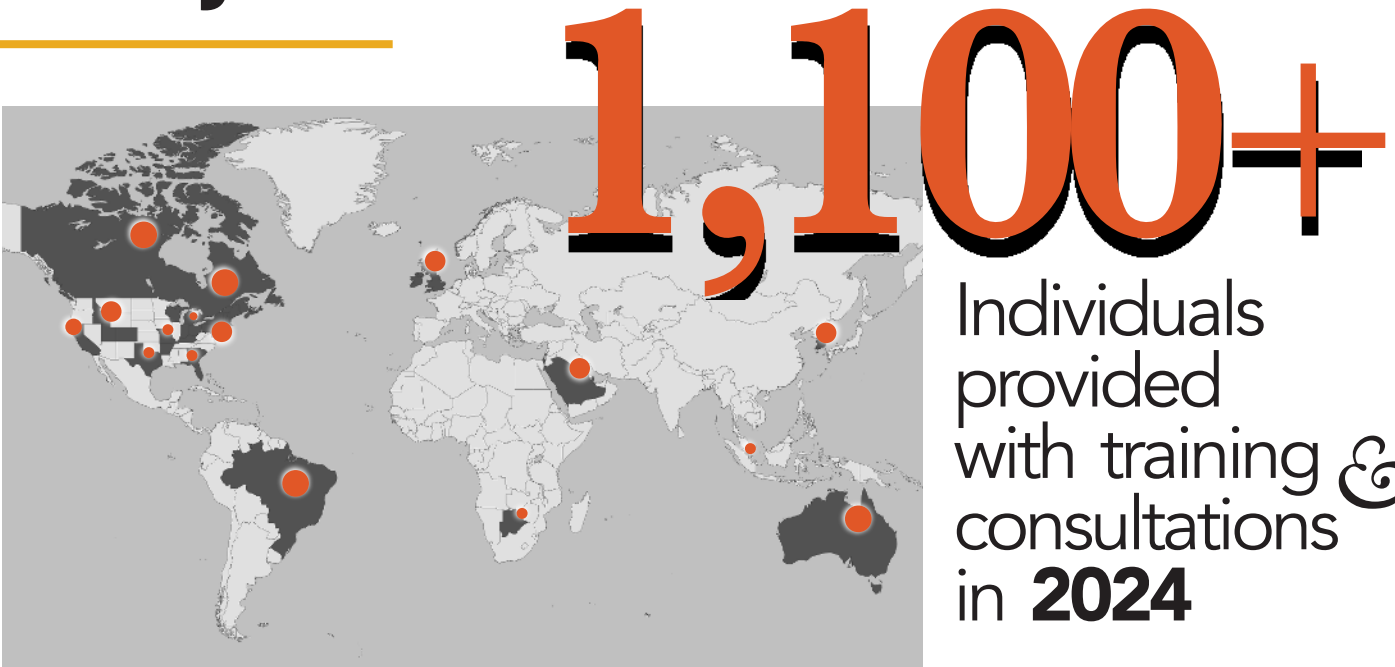 1,100+
Individuals
provided
with training &
consultations
in 2024